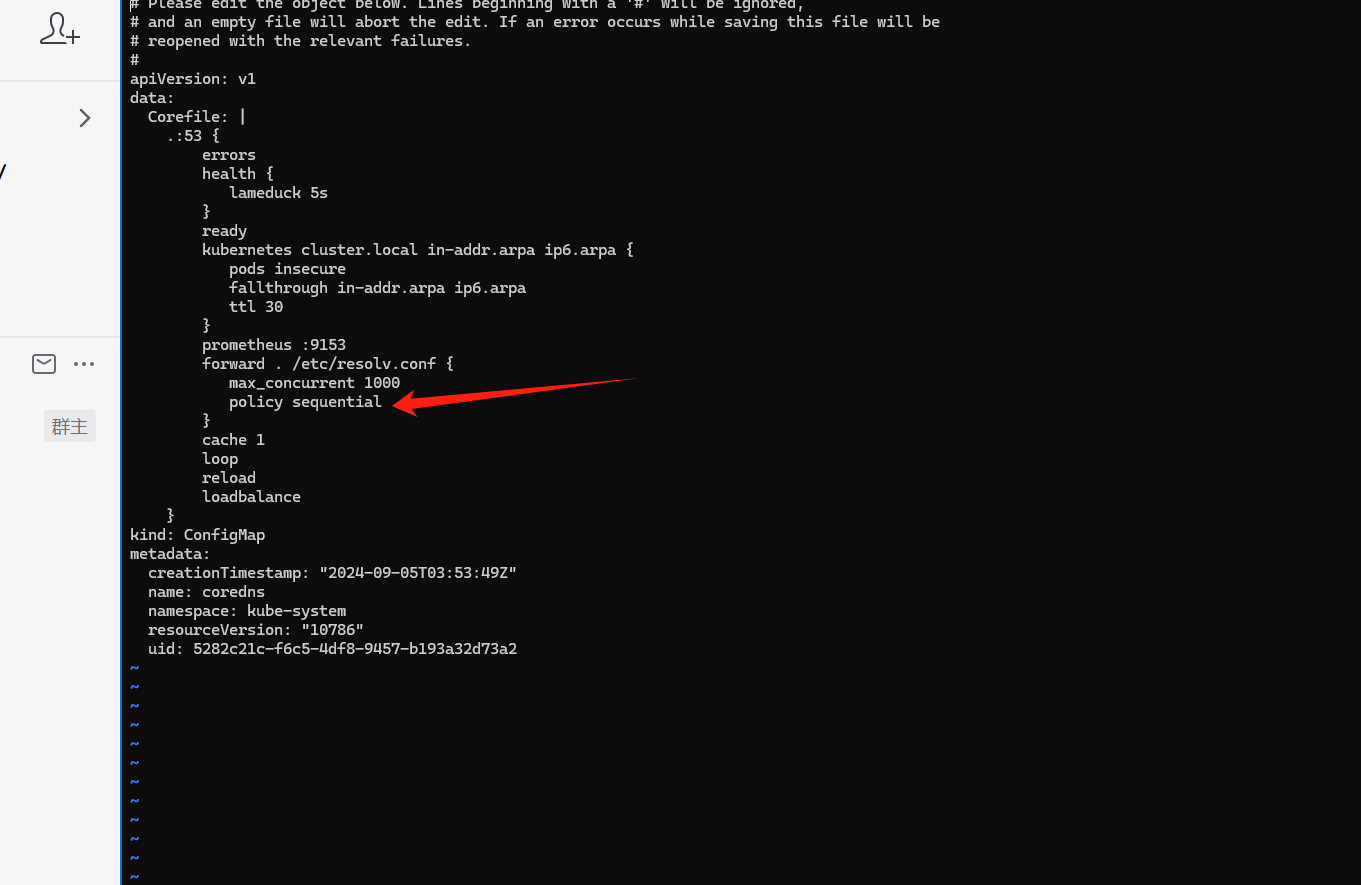 # Please edit the object below. Lines beginning with a '#' will be ignored,
# and an empty file will abort the edit. If an error occurs while saving this file will be
# reopened with the relevant failures.
#
apiVersion: v1
data:
  Corefile: |
    .:53 {
        errors
        health {
           lameduck 5s
        }
        ready
        kubernetes cluster.local in-addr.arpa ip6.arpa {
           pods insecure
           fallthrough in-addr.arpa ip6.arpa
           ttl 30
        }
        prometheus :9153
        forward . /etc/resolv.conf {
           max_concurrent 1000
           policy sequential
        }
        cache 1
        loop
        reload
        loadbalance
    }
kind: ConfigMap
metadata:
  creationTimestamp: "2024-09-05T03:53:49Z"
  name: coredns
  namespace: kube-system
  resourceVersion: "10786"
  uid: 5282c21c-f6c5-4df8-9457-b193a32d73a2
~
~
~
~
~
~
~
~
~
~
~
~
群主